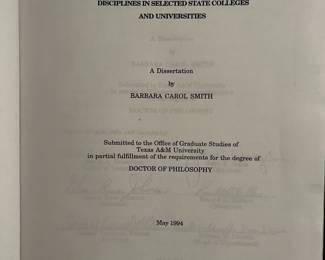 DISCIPLINES IN SELECTED STATE COLLEGES
AND UNIVERSITIES
A Dissertation
by
BARBARA CAROL SMITH
Submitted to the Office of Graduate Studies of
Texas A&M University
in partial fulfillment of the requirements for the degree of
DOCTOR OF PHILOSOPHY
May 1994